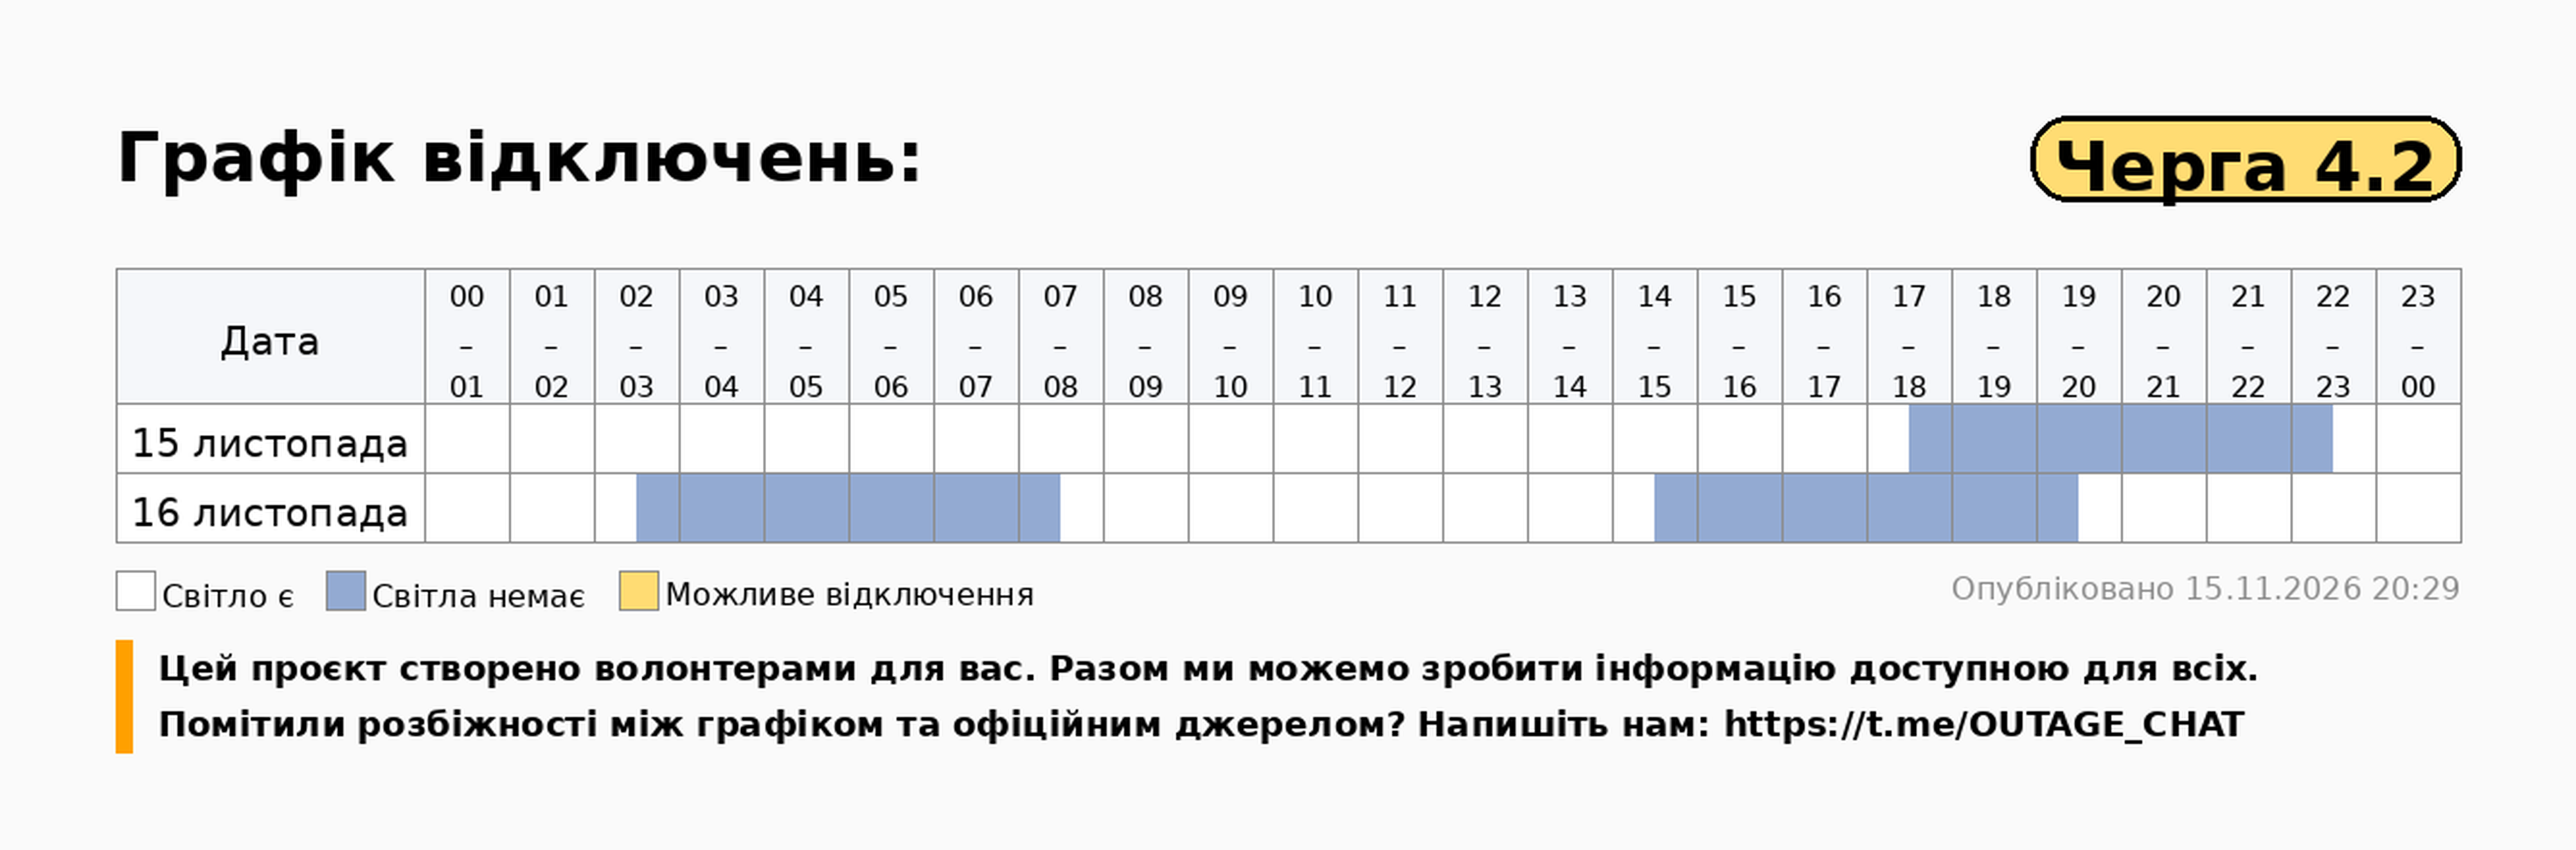 Графік відключень:
Черга 4.2
Дата 00 – 01 01 – 02 02 – 03 03 – 04 04 – 05 05 – 06 06 – 07 07 – 08 08 – 09 09 – 10 10 – 11 11 – 12 12 – 13 13 – 14 14 – 15 15 – 16 16 – 17 17 – 18 18 – 19 19 – 20 20 – 21 21 – 22 22 – 23 23 – 00
15 листопада
16 листопада
Світло є Світла немає Можливе відключення
Опубліковано 15.11.2026 20:29
Цей проєкт створено волонтерами для вас. Разом ми можемо зробити інформацію доступною для всіх.
Помітили розбіжності між графіком та офіційним джерелом? Напишіть нам: https://t.me/OUTAGE_CHAT